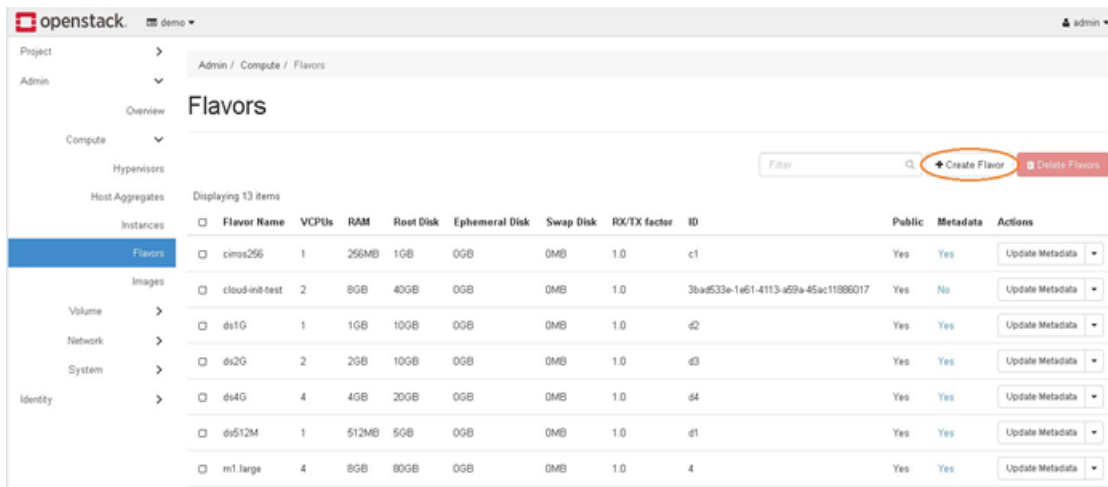 openstack. demo admin
Project
Admin
Overview
Compute
Hypervisors
Host Aggregates
Instances
Flavors
Images
Volume
Network
System
Identity
Admin / Compute / Flavors
Flavors
Filter Create Flavor Delete Flavors
Displaying 13 items
Flavor Name VCPUs RAM Root Disk Ephemeral Disk Swap Disk RX/TX factor ID Public Metadata Actions
cirros256 1 256MB 1GB 0GB 0MB 1.0 c1 Yes Yes Update Metadata
cloud-init-test 2 8GB 40GB 0GB 0MB 1.0 3bad533e-1e61-4113-a59a-45ac11886017 Yes No Update Metadata
ds1G 1 1GB 10GB 0GB 0MB 1.0 d2 Yes Yes Update Metadata
ds2G 2 2GB 10GB 0GB 0MB 1.0 d3 Yes Yes Update Metadata
ds4G 4 4GB 20GB 0GB 0MB 1.0 d4 Yes Yes Update Metadata
ds512M 1 512MB 5GB 0GB 0MB 1.0 d1 Yes Yes Update Metadata
m1.large 4 8GB 80GB 0GB 0MB 1.0 4 Yes Yes Update Metadata